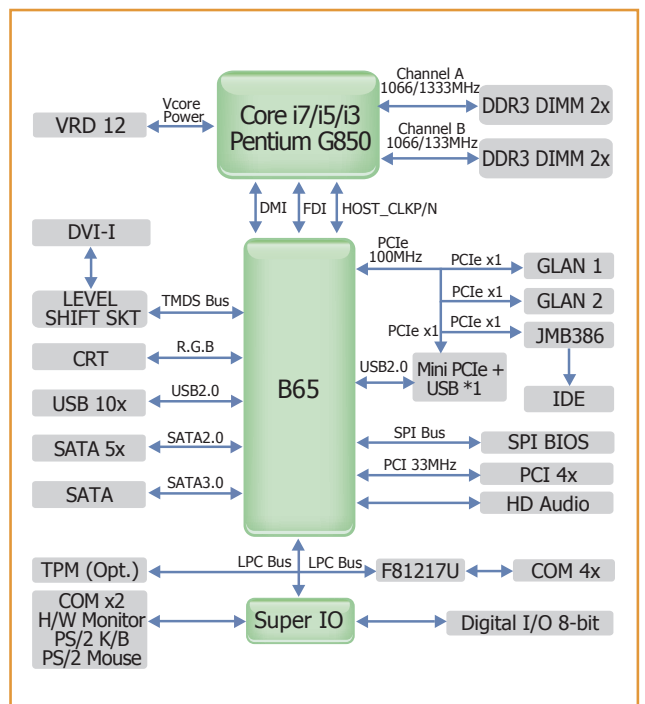 Channel A
1066/1333MHz
Core i7/i5/i3
Pentium G850
Vcore
Power
VRD 12
DDR3 DIMM 2x
Channel B
1066/133MHz
DDR3 DIMM 2x
DMI
FDI
HOST_CLKP/N
DVI-I
LEVEL
SHIFT SKT
TMDS Bus
CRT
R.G.B
USB 10x
USB2.0
SATA 5x
SATA2.0
SATA
SATA3.0
B65
PCIe
100MHz
PCIe x1
GLAN 1
PCIe x1
GLAN 2
PCIe x1
PCIe x1
JMB386
USB2.0
Mini PCIe +
USB *1
IDE
SPI Bus
SPI BIOS
PCI 33MHz
PCI 4x
HD Audio
TPM (Opt.)
LPC Bus
LPC Bus
F81217U
COM 4x
COM x2
H/W Monitor
PS/2 K/B
PS/2 Mouse
Super IO
Digital I/O 8-bit